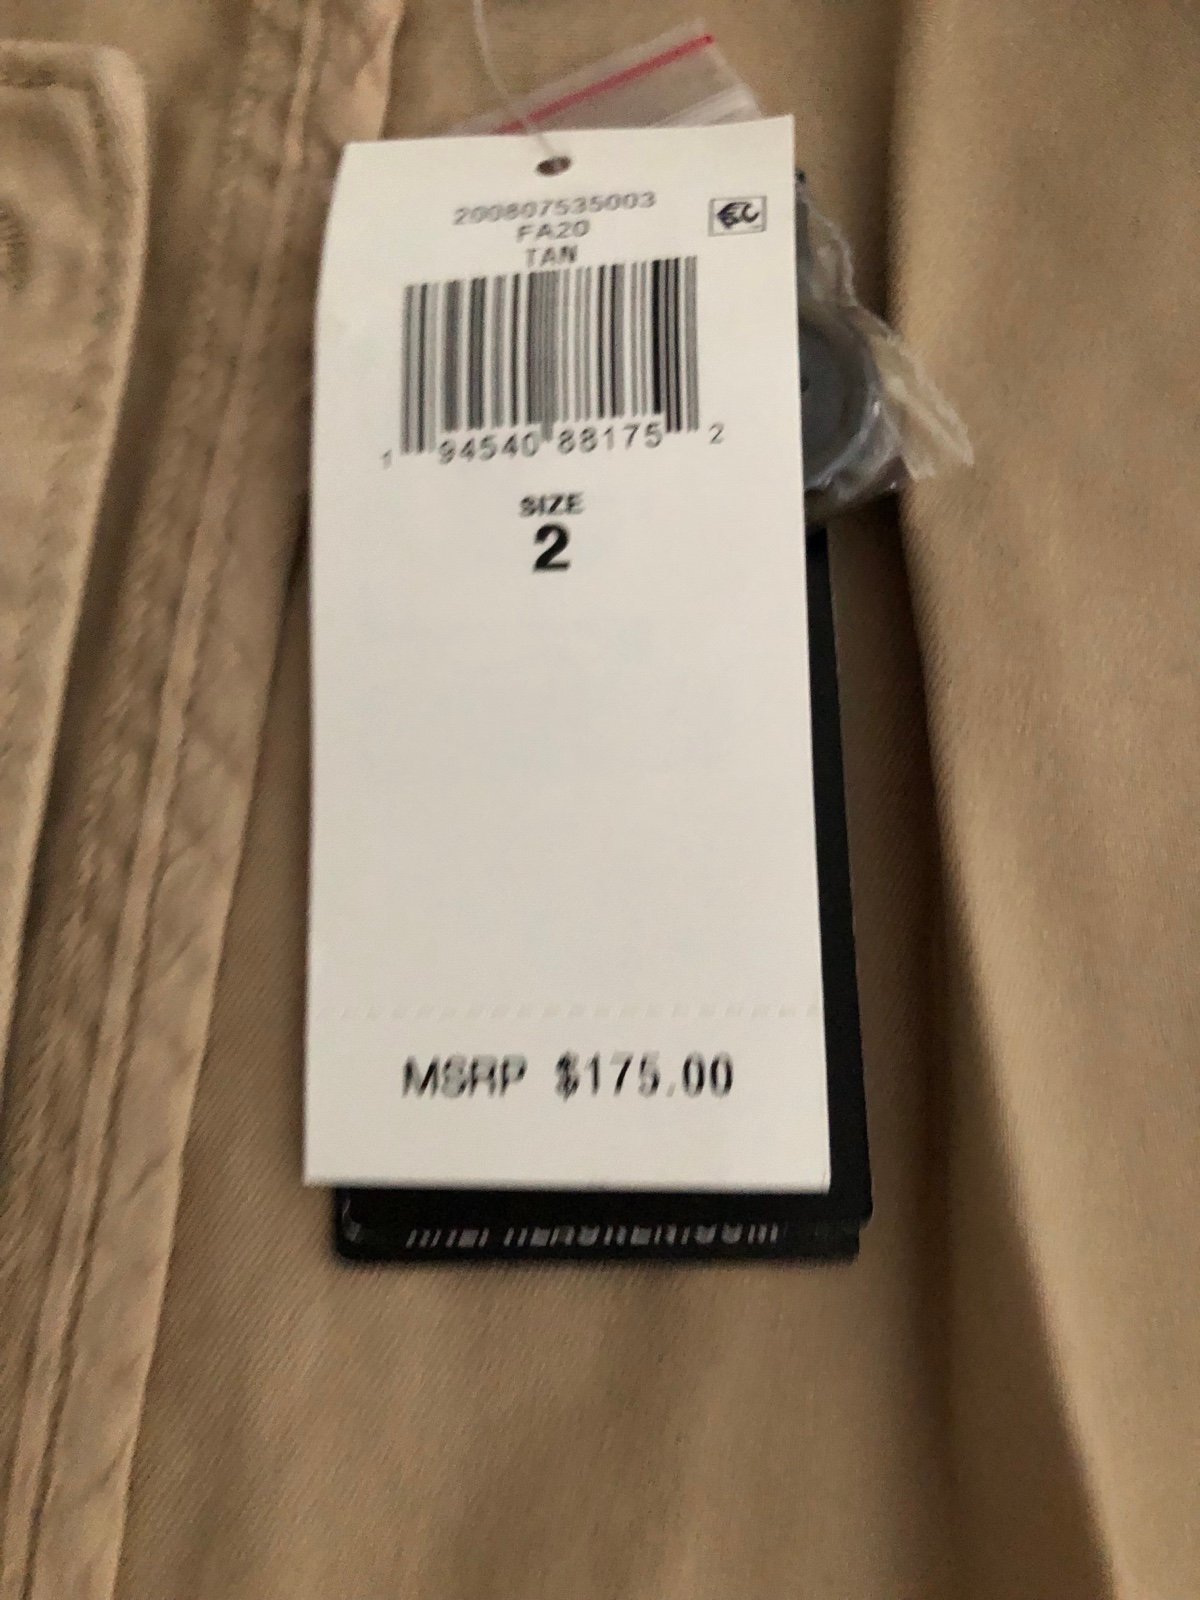 200807535003
FA20
TAN
1 94540 88175 2
SIZE
2
MSRP $175.00